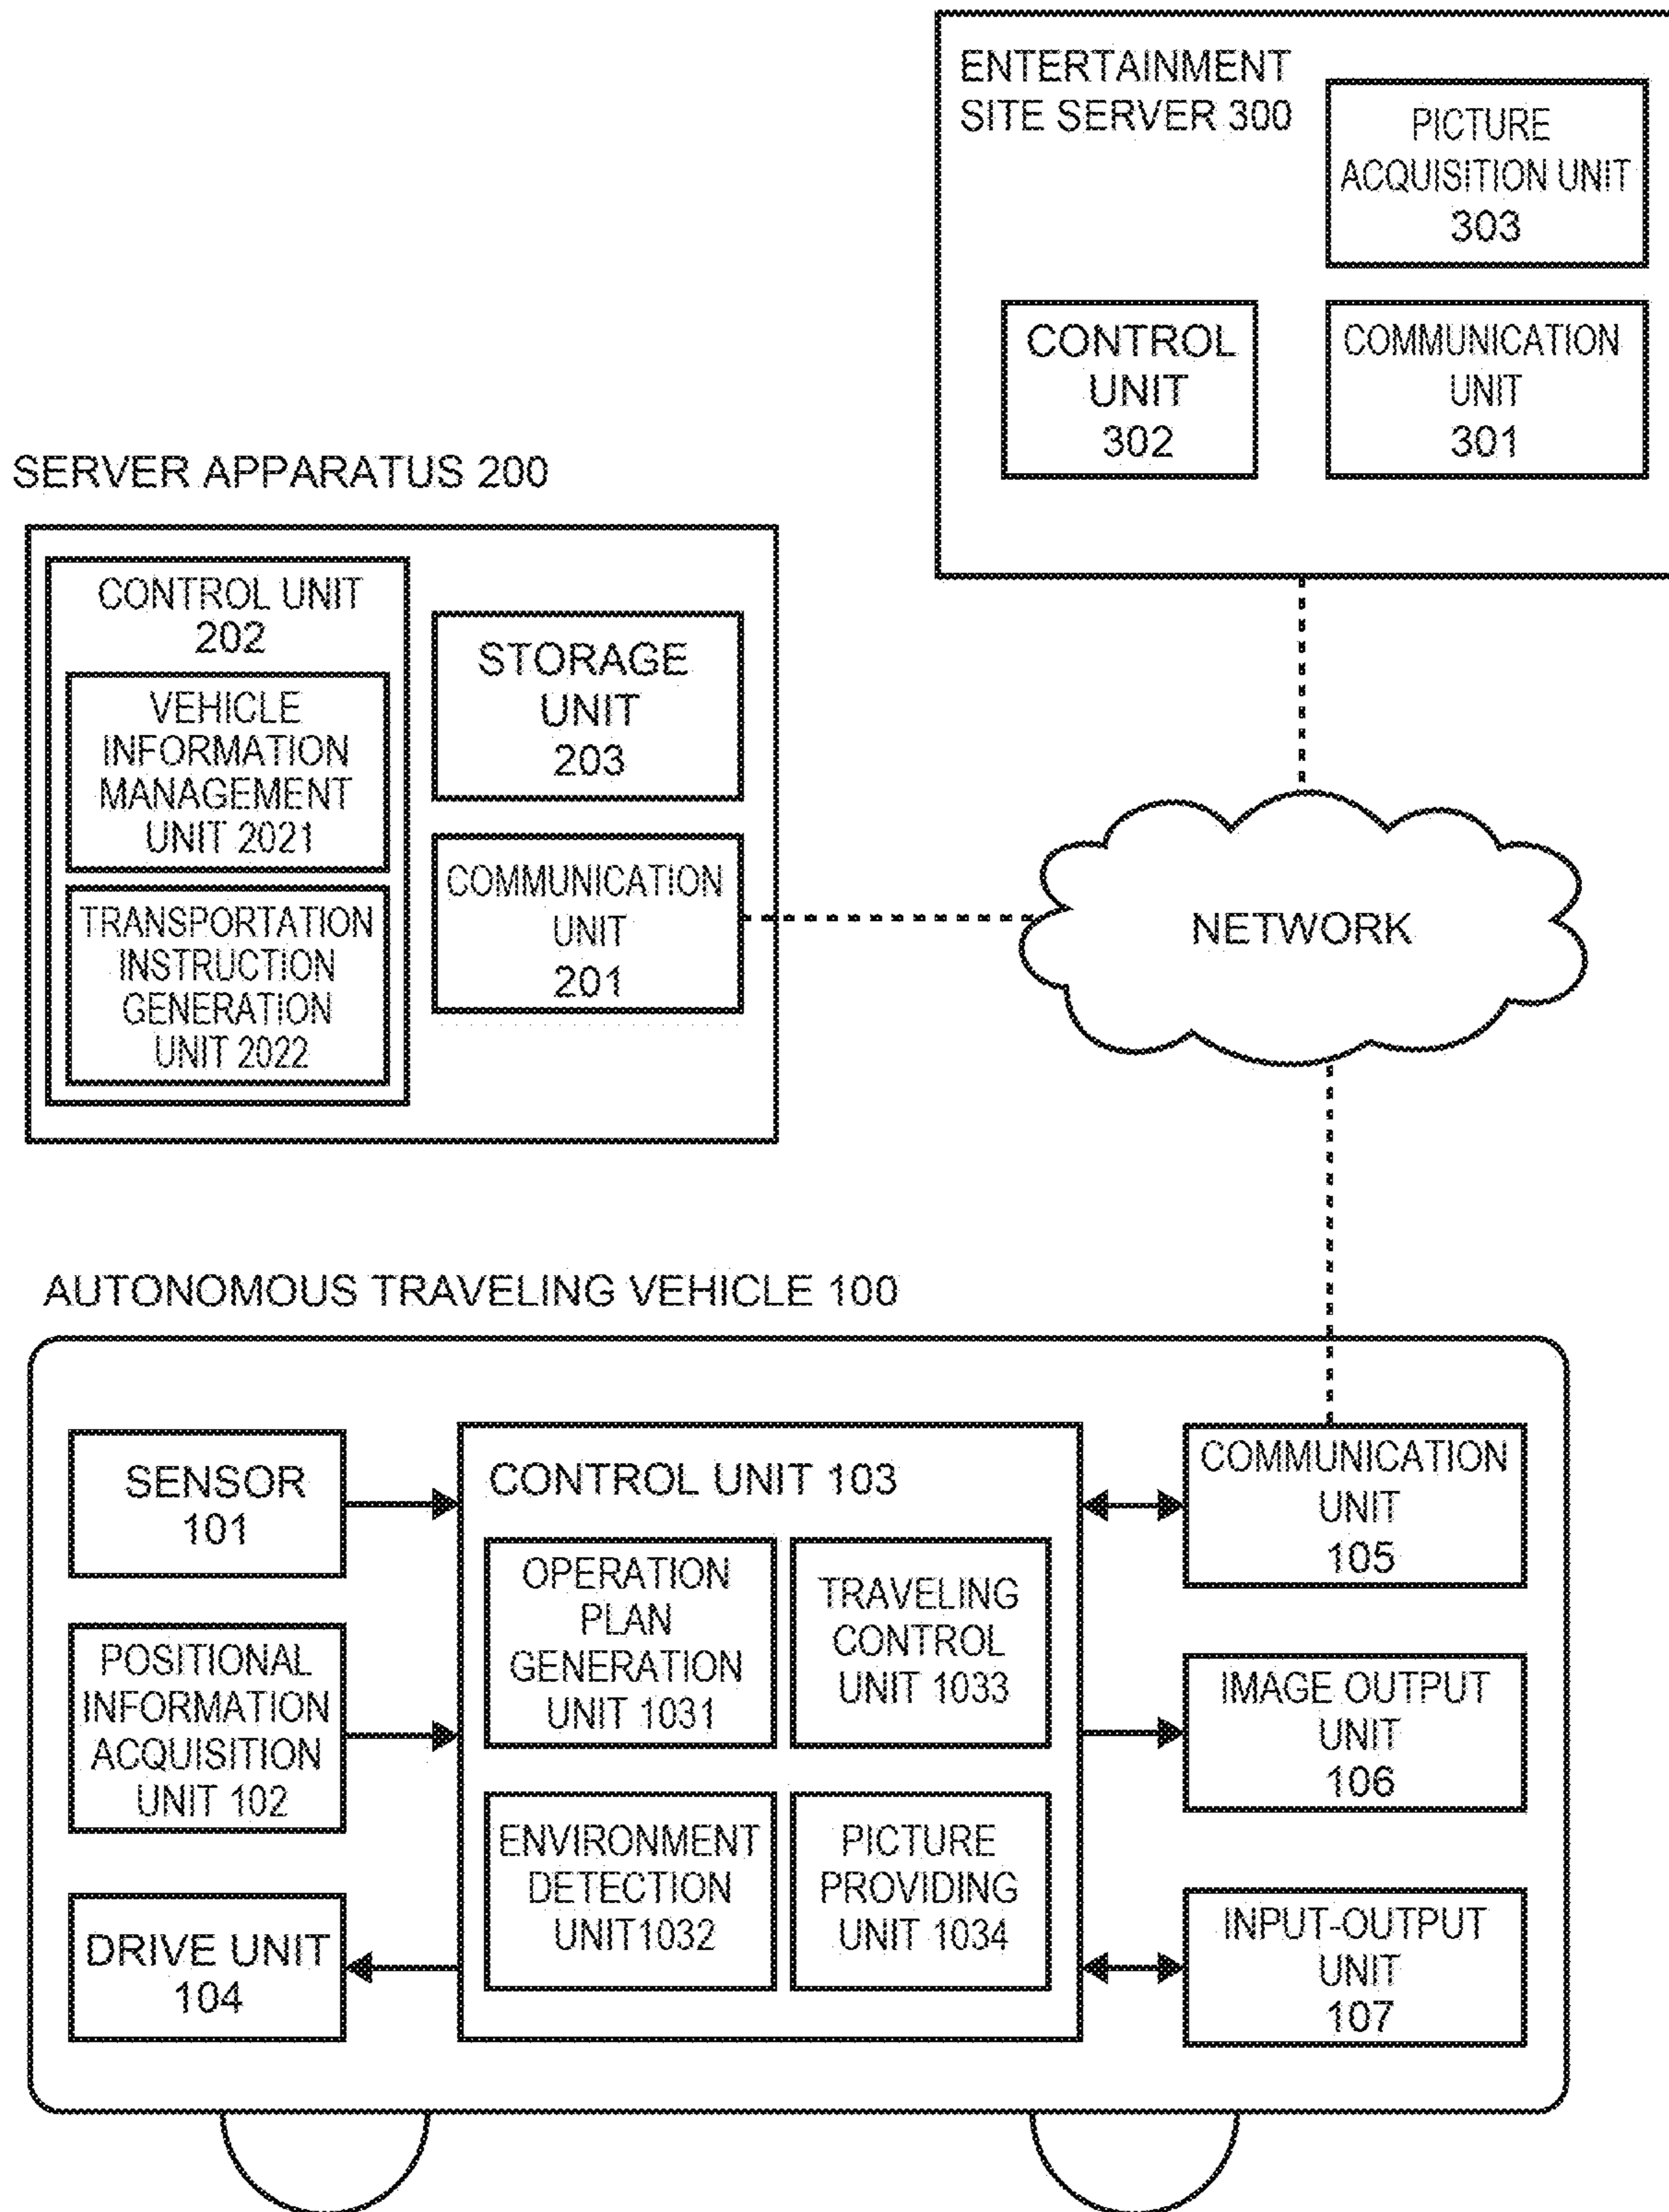 ENTERTAINMENT
SITE SERVER 300
PICTURE
ACQUISITION UNIT
303
CONTROL
UNIT
302
COMMUNICATION
UNIT
301
SERVER APPARATUS 200
CONTROL UNIT
202
VEHICLE
INFORMATION
MANAGEMENT
UNIT 2021
TRANSPORTATION
INSTRUCTION
GENERATION
UNIT 2022
STORAGE
UNIT
203
COMMUNICATION
UNIT
201
NETWORK
AUTONOMOUS TRAVELING VEHICLE 100
SENSOR
101
POSITIONAL
INFORMATION
ACQUISITION
UNIT 102
DRIVE UNIT
104
CONTROL UNIT 103
OPERATION
PLAN
GENERATION
UNIT 1031
TRAVELING
CONTROL
UNIT 1033
ENVIRONMENT
DETECTION
UNIT1032
PICTURE
PROVIDING
UNIT 1034
COMMUNICATION
UNIT
105
IMAGE OUTPUT
UNIT
106
INPUT-OUTPUT
UNIT
107